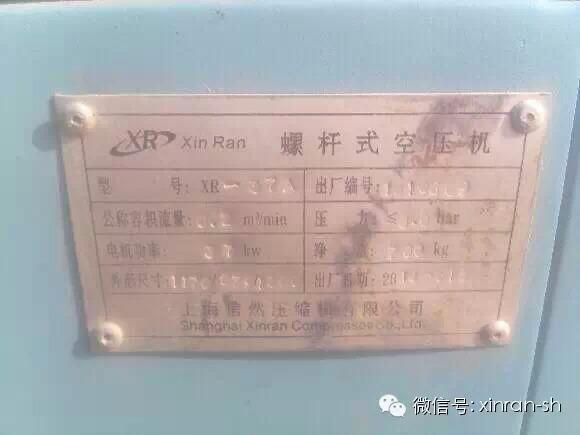 XR Xin Ran 螺杆式空压机
型 号: XR-37A 出厂编号:
公称容积流量: m³/min 压 力: ≤ bar
电机功率: 37 kw 净 kg
外形尺寸: 出厂日期: 20
上海信然压缩机有限公司
Shanghai Xinran Compressor Co.,Ltd.
微信号: xinran-sh